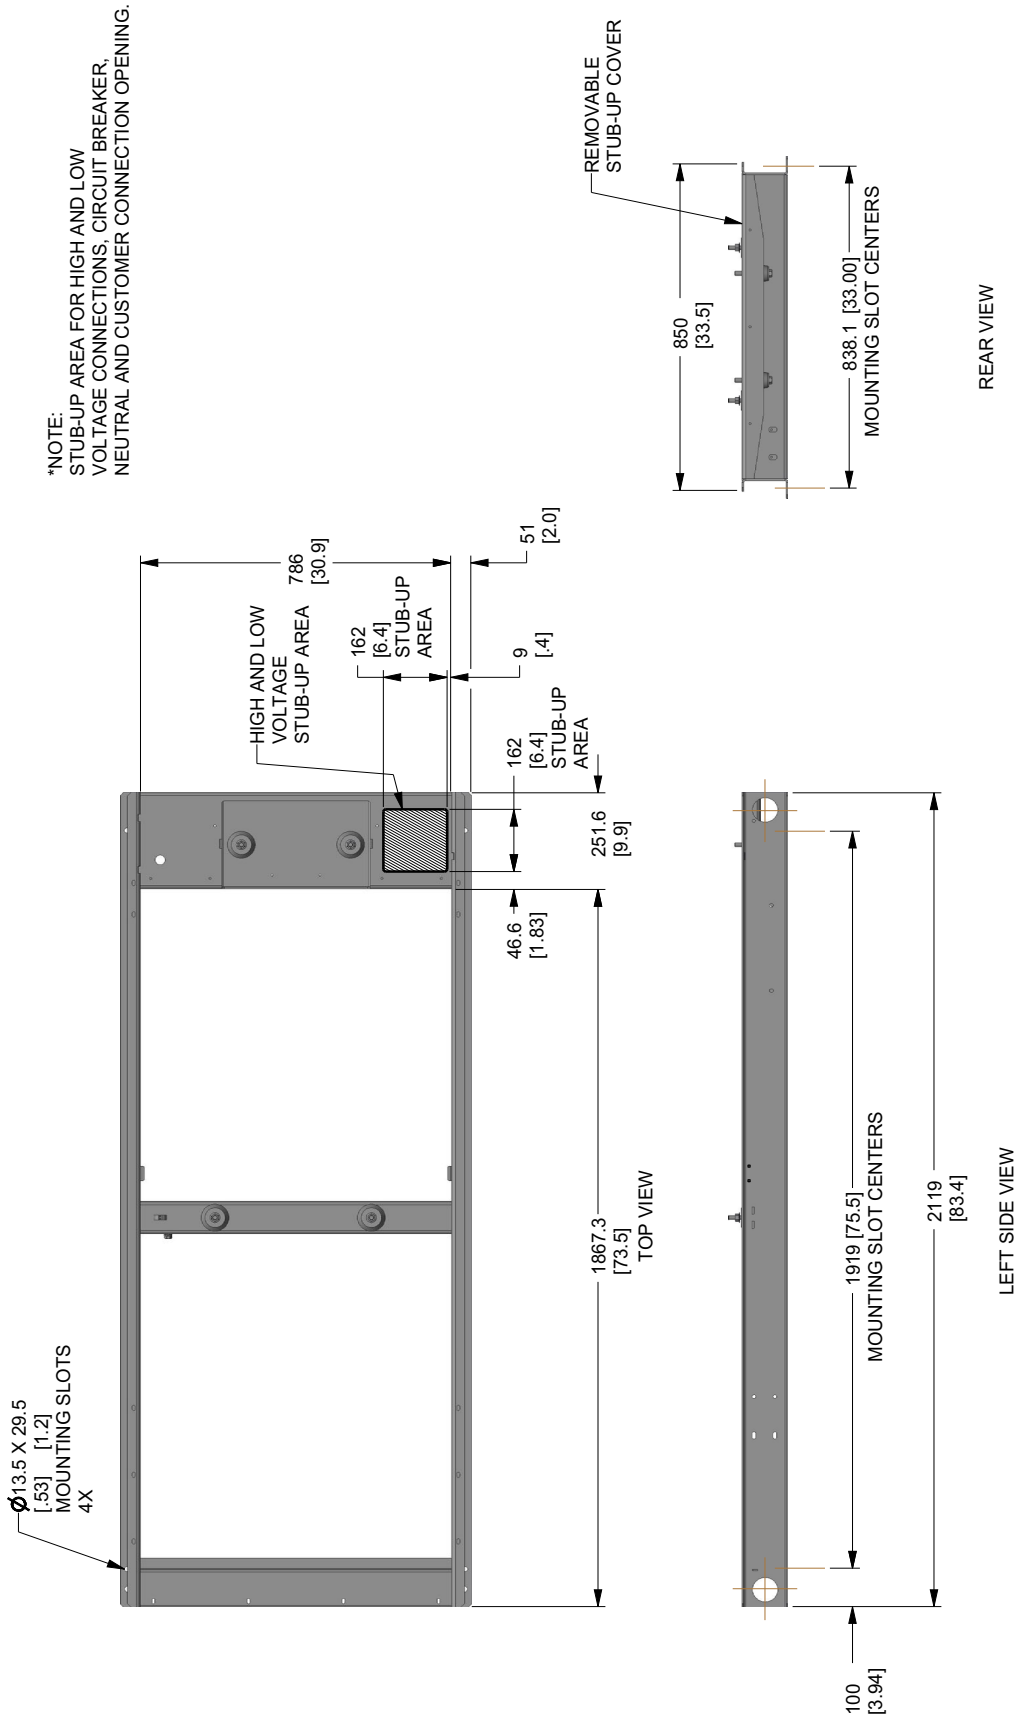 *NOTE:
STUB-UP AREA FOR HIGH AND LOW
VOLTAGE CONNECTIONS, CIRCUIT BREAKER,
NEUTRAL AND CUSTOMER CONNECTION OPENING.
Ø13.5 X 29.5
[.53] [1.2]
MOUNTING SLOTS
4X
HIGH AND LOW
VOLTAGE
STUB-UP AREA
786
[30.9]
162
[6.4]
STUB-UP
AREA
51
[2.0]
9
[.4]
162
[6.4]
STUB-UP
AREA
46.6
[1.83]
251.6
[9.9]
1867.3
[73.5]
TOP VIEW
REMOVABLE
STUB-UP COVER
850
[33.5]
838.1 [33.00]
MOUNTING SLOT CENTERS
REAR VIEW
100
[3.94]
1919 [75.5]
MOUNTING SLOT CENTERS
2119
[83.4]
LEFT SIDE VIEW